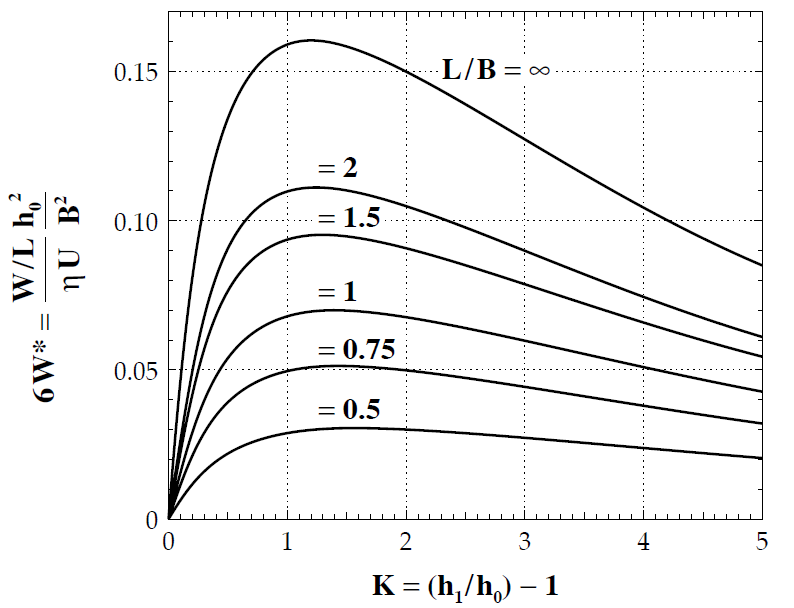 0.15
0.10
0.05
0
L/B = ∞
= 2
= 1.5
= 1
= 0.75
= 0.5
6W* = W/L h₀² / η U B²
0 1 2 3 4 5
K = (h₁/h₀) − 1